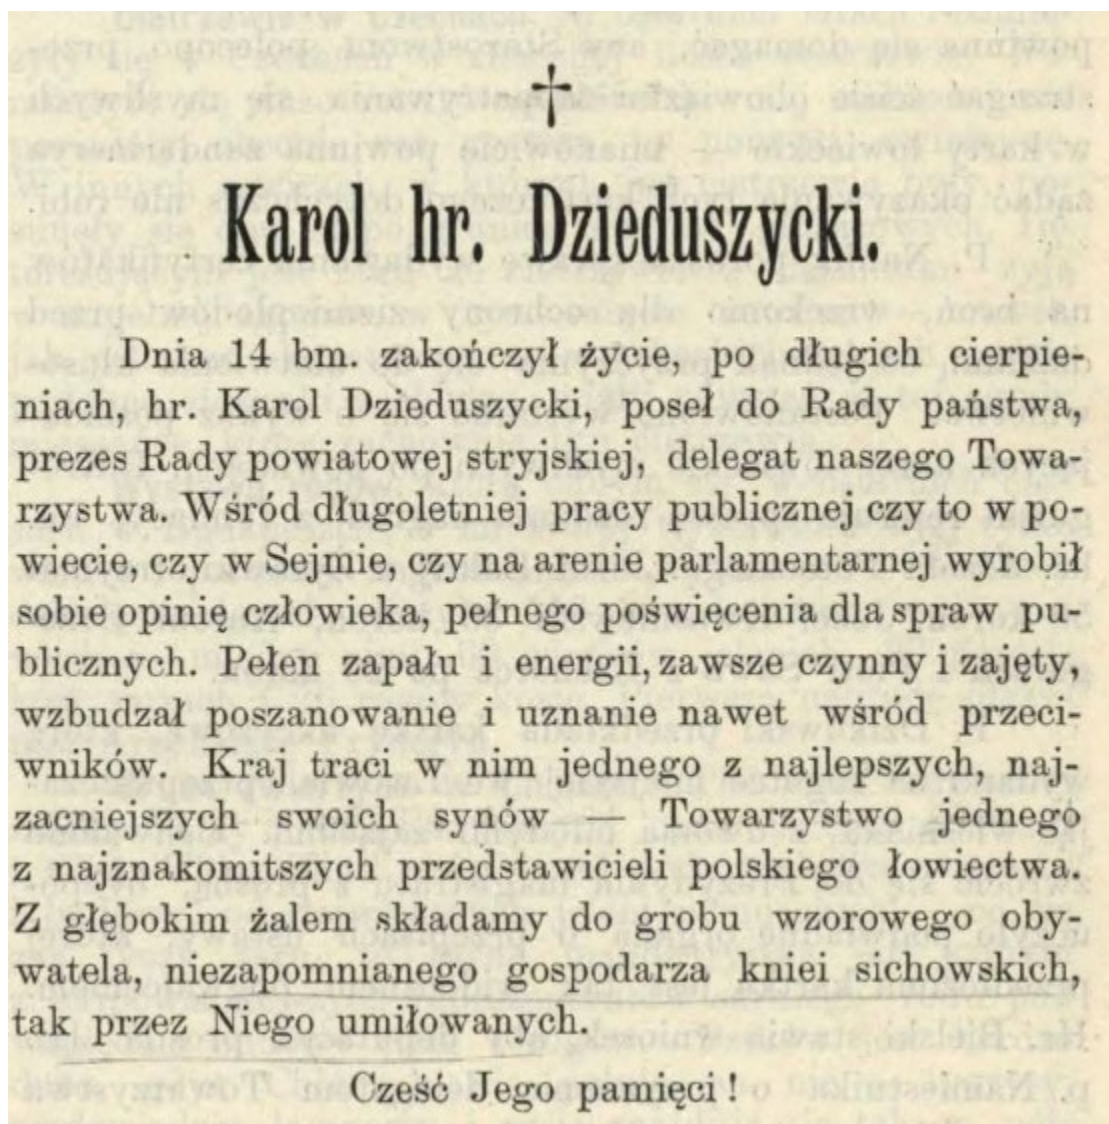 †
Karol hr. Dzieduszycki.
Dnia 14 bm. zakończył życie, po długich cierpie-
niach, hr. Karol Dzieduszycki, poseł do Rady państwa,
prezes Rady powiatowej stryjskiej, delegat naszego Towa-
rzystwa. Wśród długoletniej pracy publicznej czy to w po-
wiecie, czy w Sejmie, czy na arenie parlamentarnej wyrobił
sobie opinię człowieka, pełnego poświęcenia dla spraw pu-
blicznych. Pełen zapału i energii, zawsze czynny i zajęty,
wzbudzał poszanowanie i uznanie nawet wśród przeci-
wników. Kraj traci w nim jednego z najlepszych, naj-
zacniejszych swoich synów — Towarzystwo jednego
z najznakomitszych przedstawicieli polskiego łowiectwa.
Z głębokim żalem składamy do grobu wzorowego oby-
watela, niezapomnianego gospodarza kniei sichowskich,
tak przez Niego umiłowanych.
Cześć Jego pamięci!